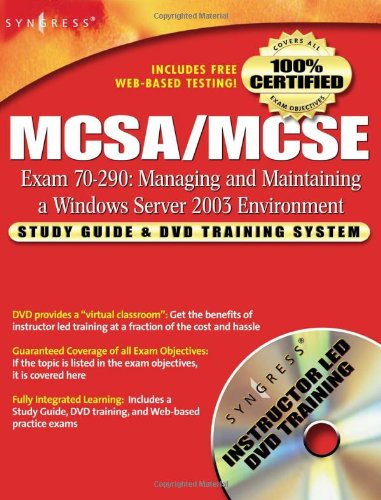 SYNGRESS®
INCLUDES FREE
WEB-BASED TESTING!
COVERS ALL
100%
CERTIFIED
EXAM OBJECTIVES
MCSA/MCSE
Exam 70-290: Managing and Maintaining
a Windows Server 2003 Environment
STUDY GUIDE & DVD TRAINING SYSTEM
DVD provides a "virtual classroom": Get the benefits of
instructor led training at a fraction of the cost and hassle
Guaranteed Coverage of all Exam Objectives:
If the topic is listed in the exam objectives,
it is covered here
Fully Integrated Learning: Includes a
Study Guide, DVD training, and Web-based
practice exams
SYNGRESS®
INSTRUCTOR LED
DVD TRAINING
Copyrighted Material
Copyrighted Material